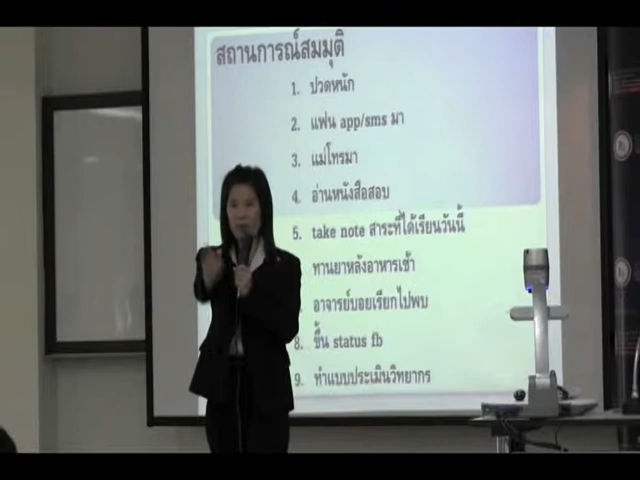 สถานการณ์สมมุติ
1. ปวดหนัก
2. แฟน app/sms มา
3. แม่โทรมา
4. อ่านหนังสือสอบ
5. take note สาระที่ได้เรียนวันนี้
ทานยาหลังอาหารเช้า
อาจารย์บอยเรียกไปพบ
8. ขึ้น status fb
9. ทำแบบประเมินวิทยากร